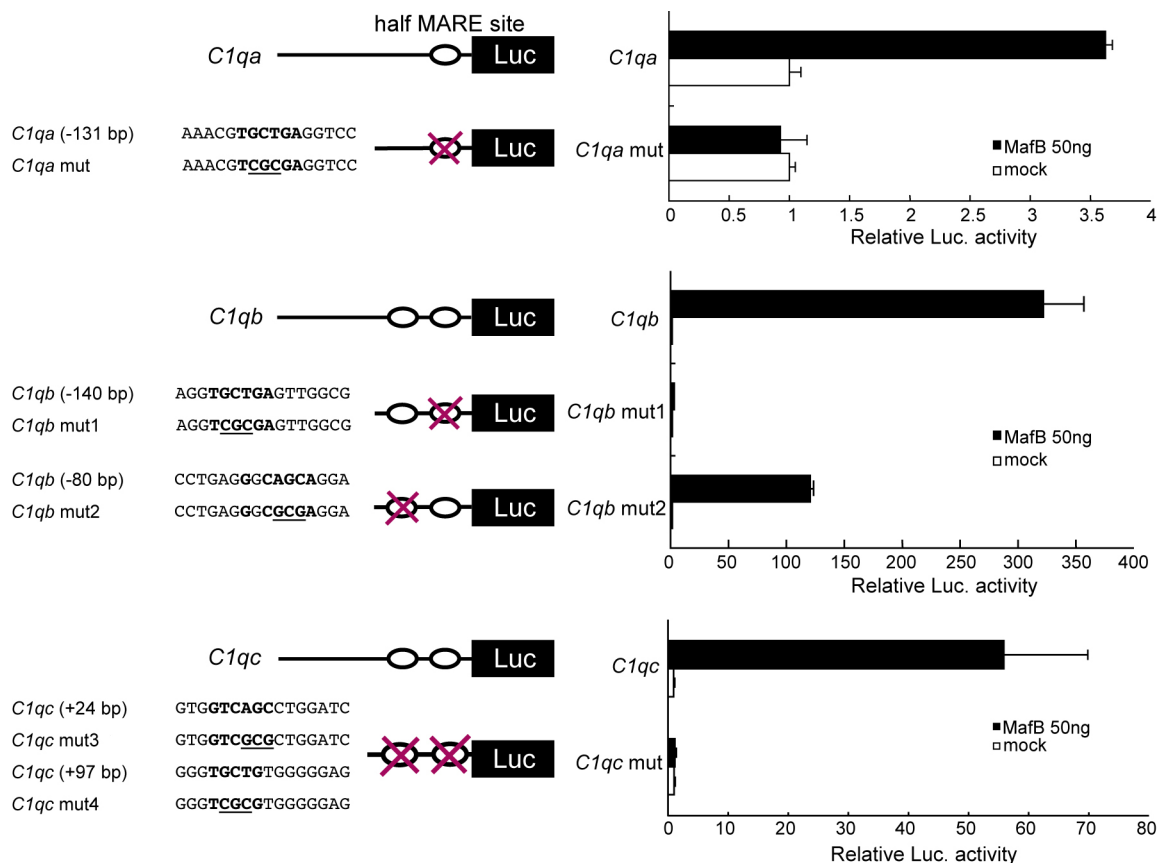 half MARE site
C1qa
Luc
C1qa (-131 bp) AAACGTGCTGAGGTCC
C1qa mut AAACGTCGCGAGGTCC
Luc
C1qa
C1qa mut
MafB 50ng
mock
0 0.5 1 1.5 2 2.5 3 3.5 4
Relative Luc. activity
C1qb
Luc
C1qb (-140 bp) AGGTGCTGAGTTGGCG
C1qb mut1 AGGTCGCGAGTTGGCG
Luc
C1qb (-80 bp) CCTGAGGGCAGCAGGA
C1qb mut2 CCTGAGGGCGCGAGGA
Luc
C1qb
C1qb mut1
C1qb mut2
MafB 50ng
mock
0 50 100 150 200 250 300 350 400
Relative Luc. activity
C1qc
Luc
C1qc (+24 bp) GTGGTCAGCCTGGATC
C1qc mut3 GTGGTCGCGCTGGATC
C1qc (+97 bp) GGGTGCTGTGGGGGAG
C1qc mut4 GGGTCGCGTGGGGGAG
Luc
C1qc
C1qc mut
MafB 50ng
mock
0 10 20 30 40 50 60 70 80
Relative Luc. activity